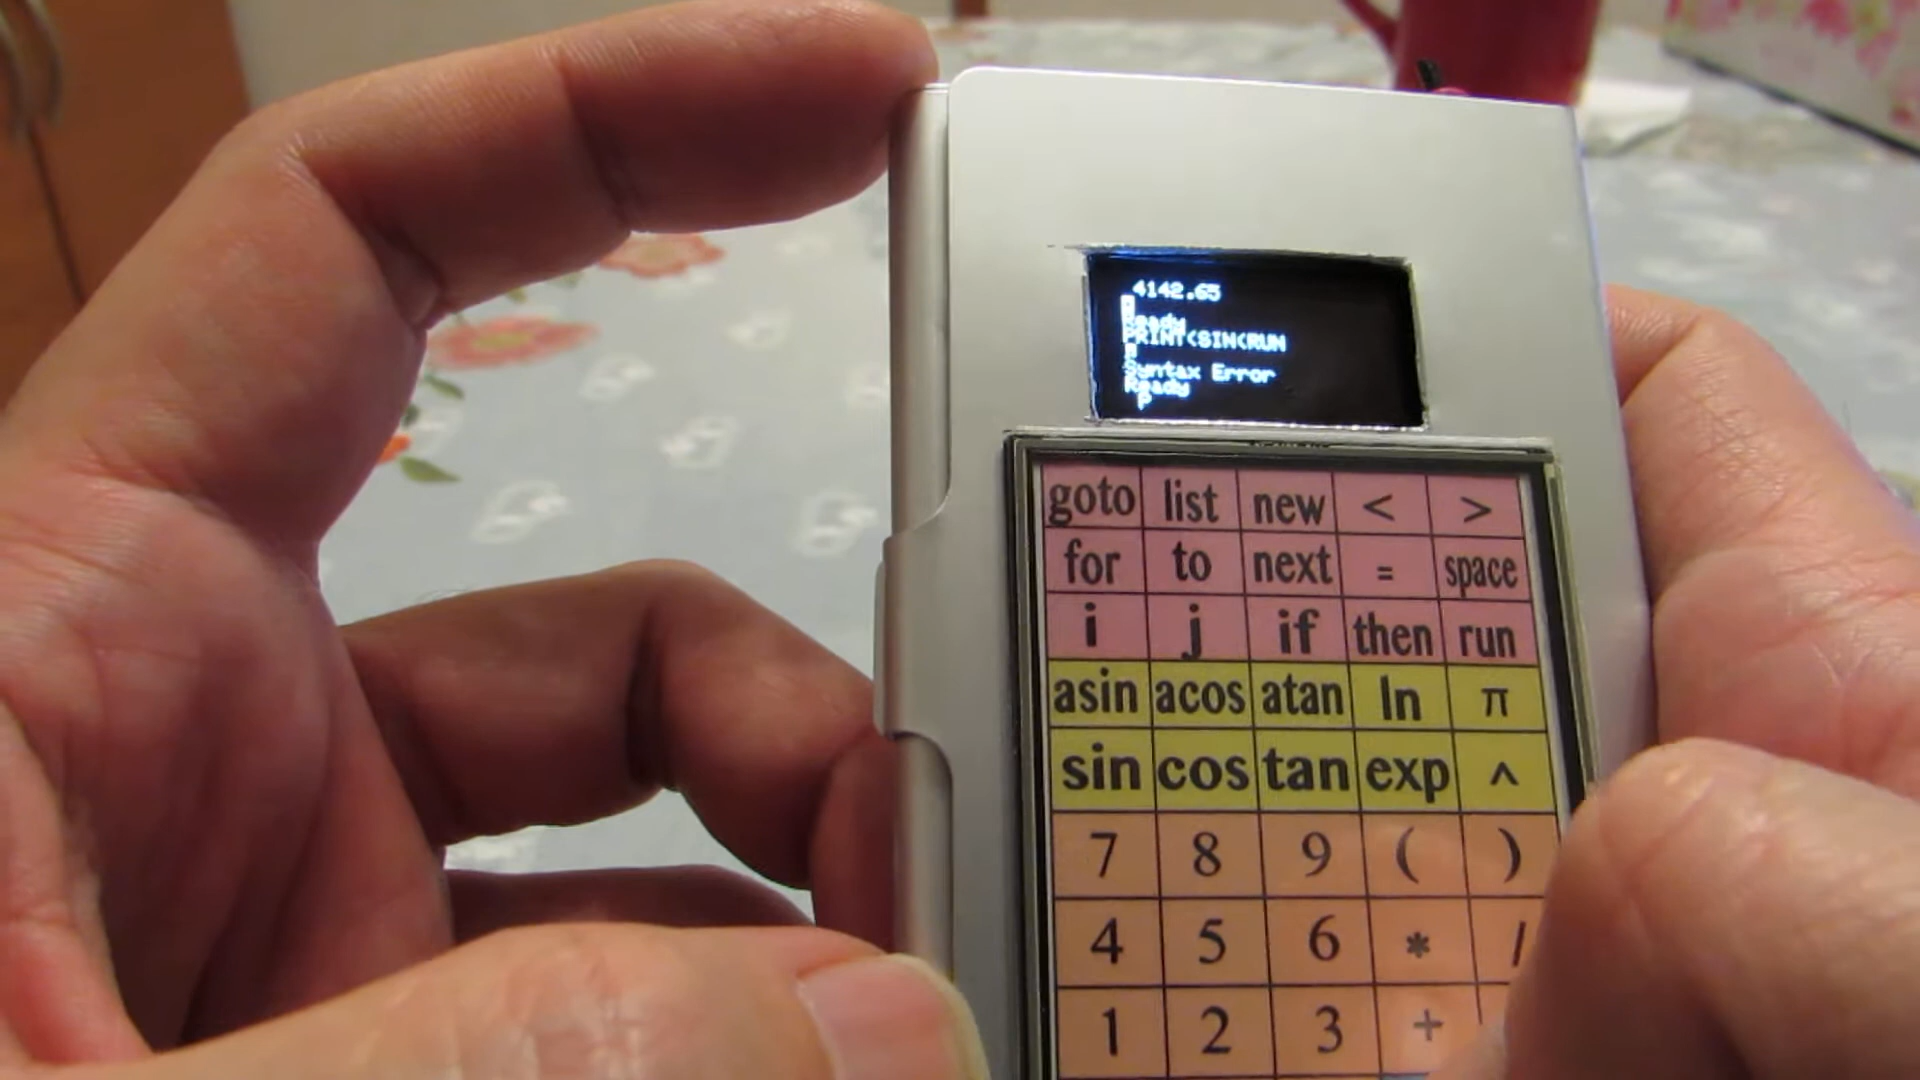 4142.65
Ready
PRINT<SIN<RUN
Syntax Error
Ready
P
goto list new < >
for to next = space
i j if then run
asin acos atan ln π
sin cos tan exp ^
7 8 9 ( )
4 5 6 * /
1 2 3 +